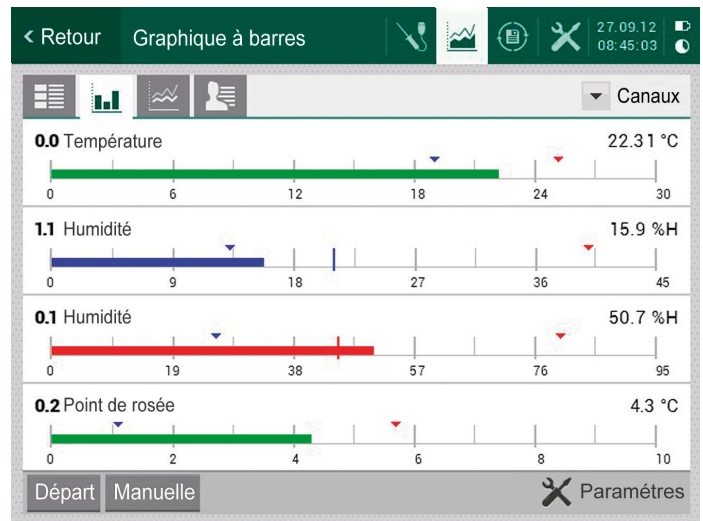 < Retour Graphique à barres 27.09.12
08:45:03
Canaux
0.0 Température 22.31 °C
0 6 12 18 24 30
1.1 Humidité 15.9 %H
0 9 18 27 36 45
0.1 Humidité 50.7 %H
0 19 38 57 76 95
0.2 Point de rosée 4.3 °C
0 2 4 6 8 10
Départ Manuelle Paramétres